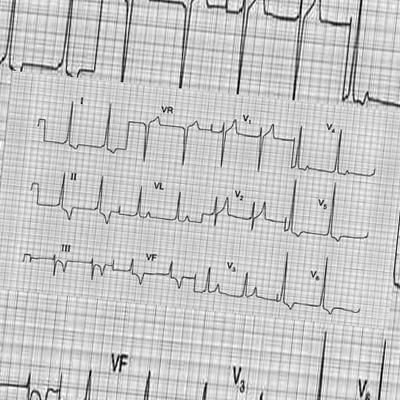 I VR V₁ V₄
II VL V₂ V₅
III VF V₃ V₆
VF V₃ V₆